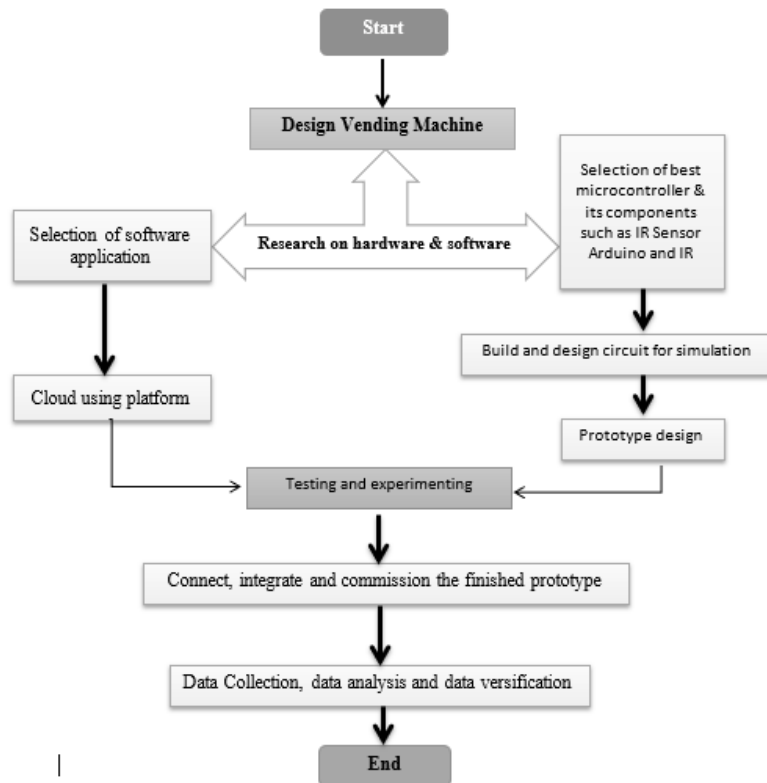 Start
Design Vending Machine
Selection of best
microcontroller &
its components
such as IR Sensor
Arduino and IR
Selection of software
application
Research on hardware & software
Build and design circuit for simulation
Cloud using platform
Prototype design
Testing and experimenting
Connect, integrate and commission the finished prototype
Data Collection, data analysis and data versification
End